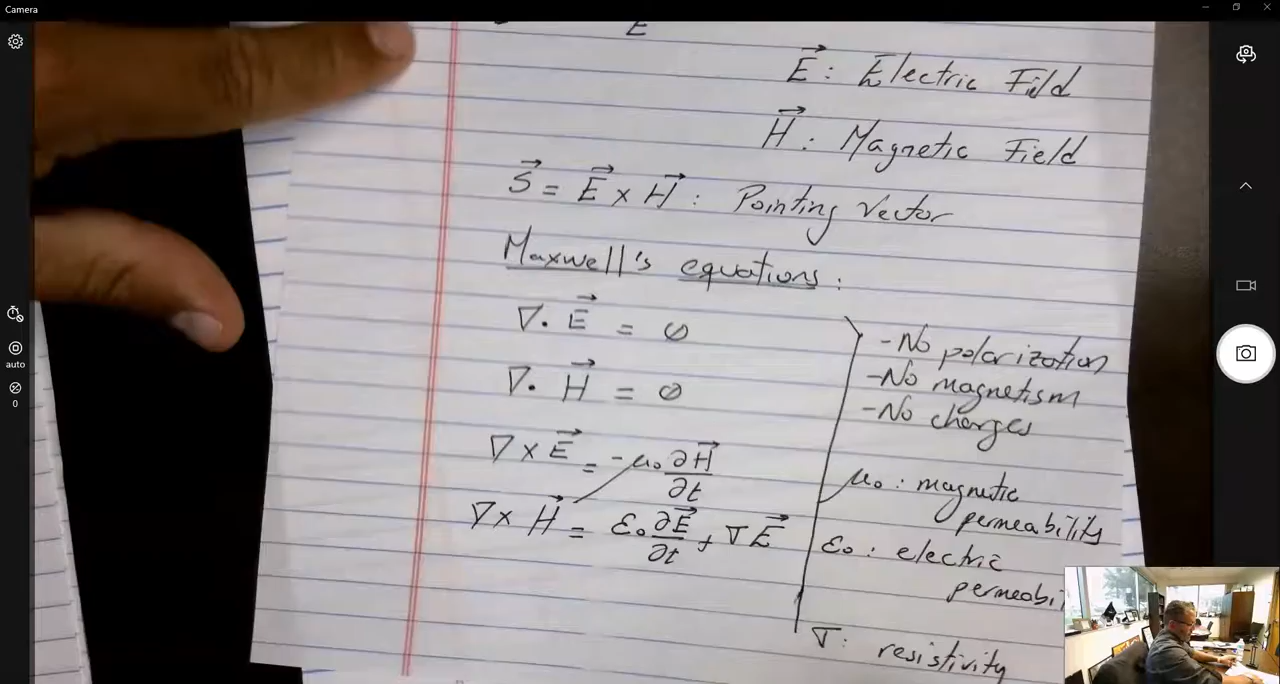 Camera
E
E⃗ : Electric Field
H⃗ : Magnetic Field
S⃗ = E⃗ × H⃗ : Pointing Vector
Maxwell's equations :
∇. E⃗ = 0
∇. H⃗ = 0
∇ × E⃗ = -μ₀ ∂H⃗/∂t
∇ × H⃗ = ε₀ ∂E⃗/∂t + ∇ E⃗
- No polarization
- No magnetism
- No charges
μ₀ : magnetic
permeability
ε₀ : electric
permeabi
∇ : resistivity
auto
0